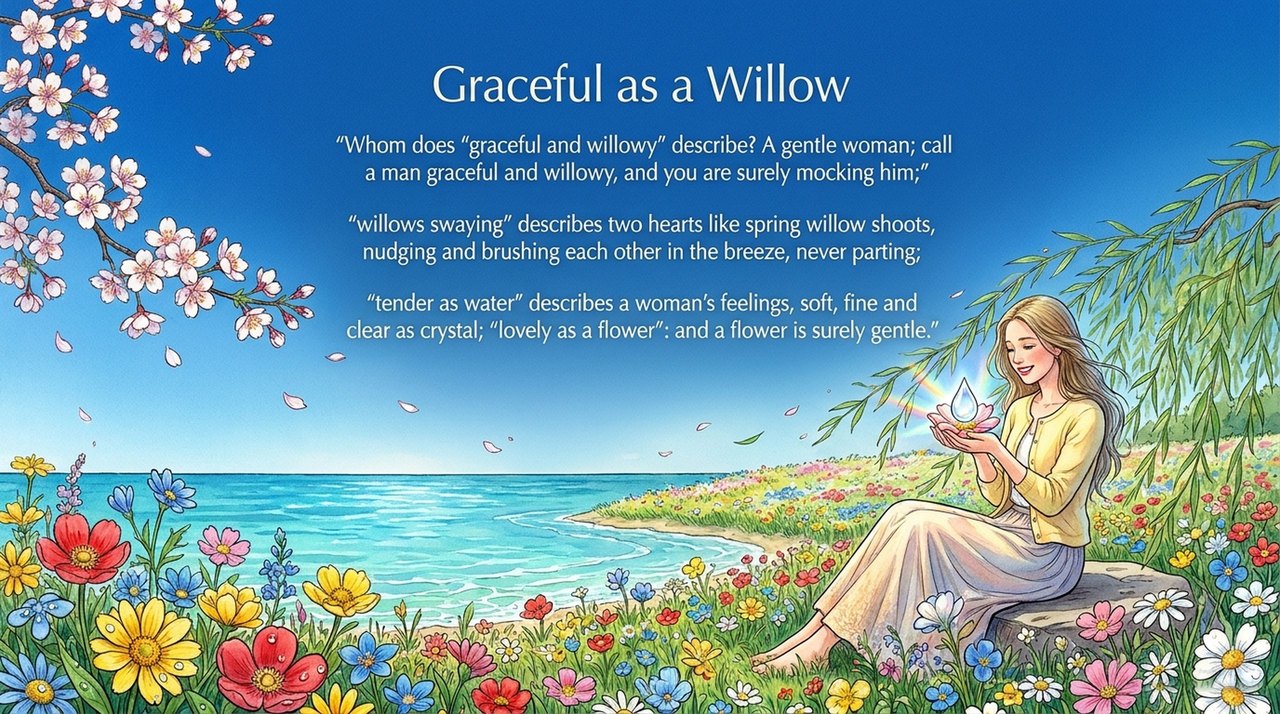 Graceful as a Willow
“Whom does “graceful and willowy” describe? A gentle woman; call
a man graceful and willowy, and you are surely mocking him;”
“willows swaying” describes two hearts like spring willow shoots,
nudging and brushing each other in the breeze, never parting;
“tender as water” describes a woman’s feelings, soft, fine and
clear as crystal; “lovely as a flower”: and a flower is surely gentle.”